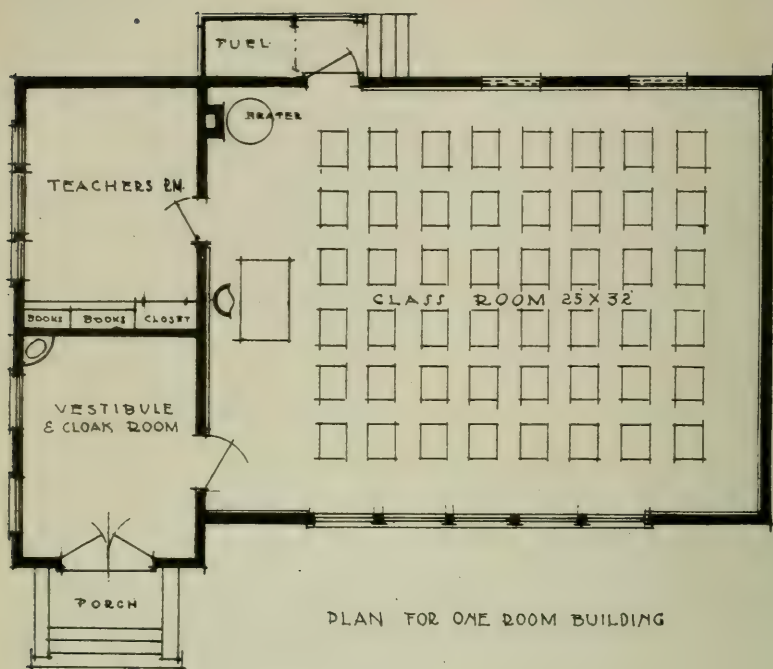 FUEL
HEATER
TEACHERS RM.
CLASS ROOM 25' X 32'
BOOKS BOOKS CLOSET
VESTIBULE
& CLOAK ROOM
PORCH
PLAN FOR ONE ROOM BUILDING